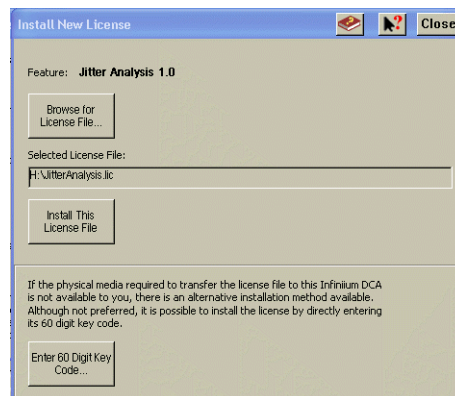 Install New License
Close
Feature: Jitter Analysis 1.0
Browse for
License File...
Selected License File:
H:\JitterAnalysis.lic
Install This
License File
If the physical media required to transfer the license file to this Infiniium DCA
is not available to you, there is an alternative installation method available.
Although not preferred, it is possible to install the license by directly entering
its 60 digit key code.
Enter 60 Digit Key
Code...